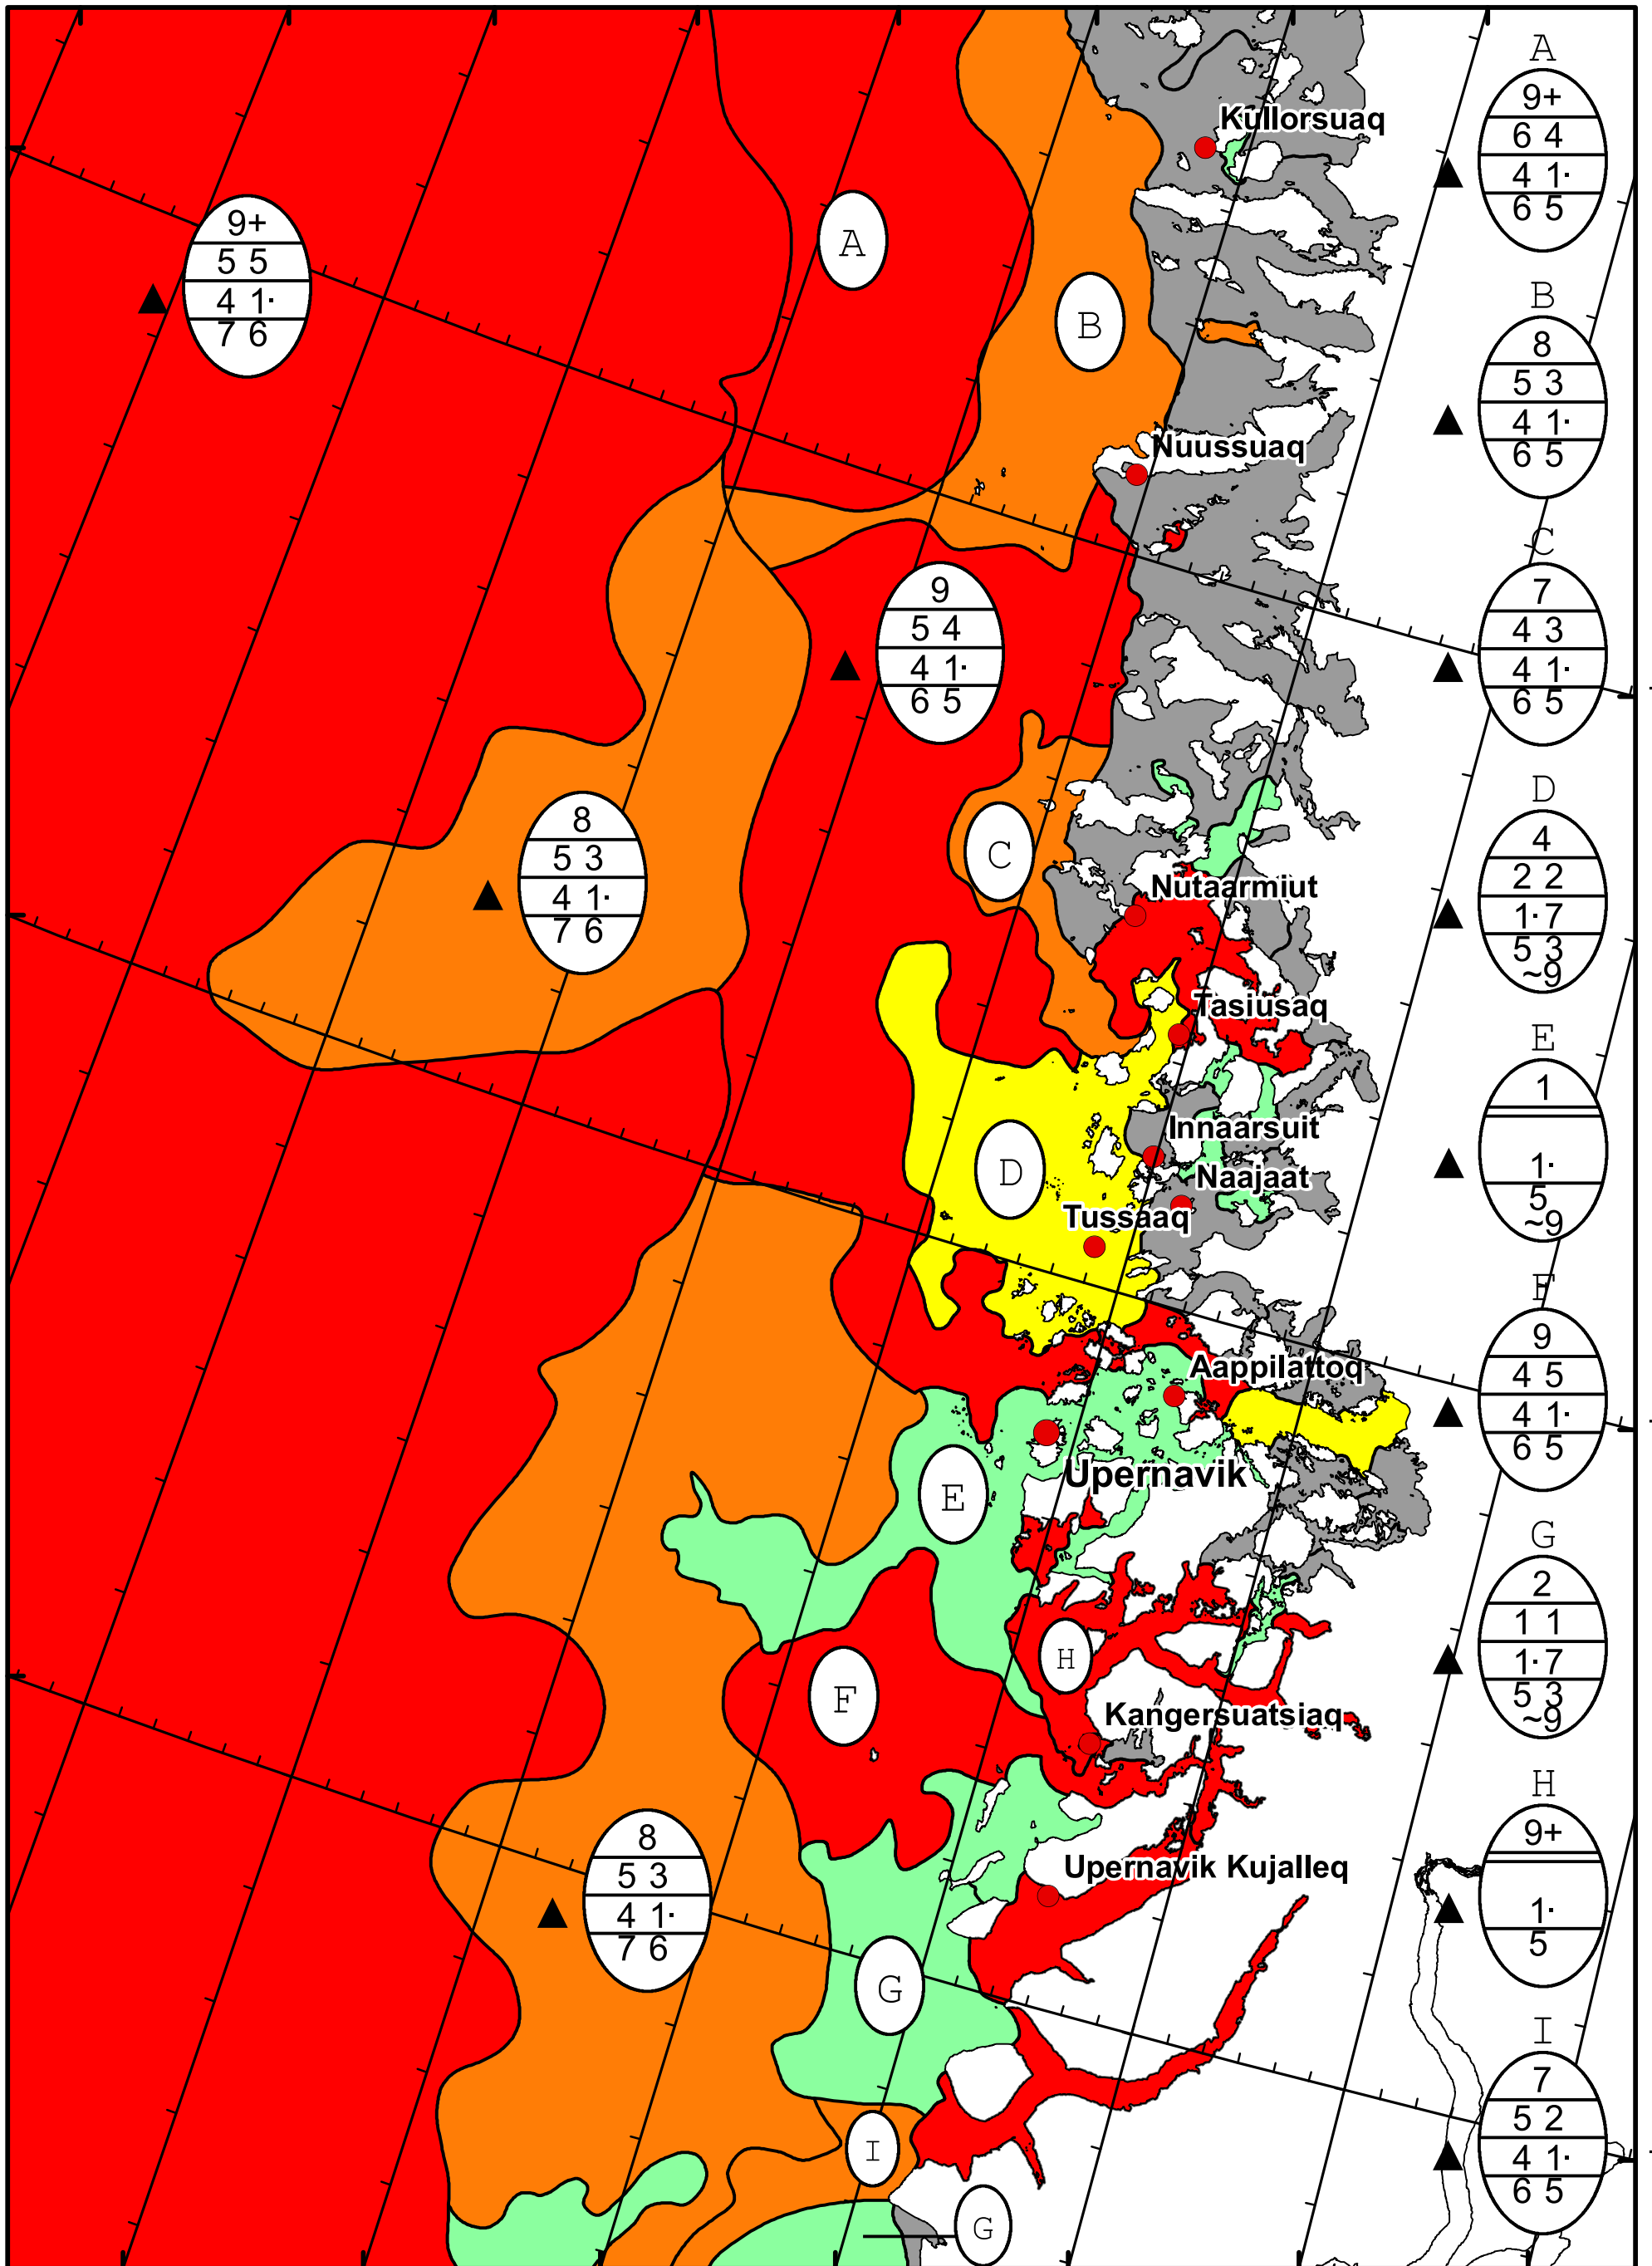 A
9+
6 4
4 1·
6 5
Kullorsuaq
9+
5 5
4 1·
7 6
A
B
B
8
5 3
4 1·
6 5
Nuussuaq
C
7
4 3
4 1·
6 5
9
5 4
4 1·
6 5
8
5 3
4 1·
7 6
C
D
4
2 2
1·7
5 3
~9
Nutaarmiut
Tasiusaq
E
1
1·
5
~9
Innaarsuit
D
Naajaat
Tussaaq
F
9
4 5
4 1·
6 5
Aappilattoq
Upernavik
E
G
2
1 1
1·7
5 3
~9
H
F
Kangersuatsiaq
H
9+
1·
5
8
5 3
4 1·
7 6
Upernavik Kujalleq
G
I
7
5 2
4 1·
6 5
I
G